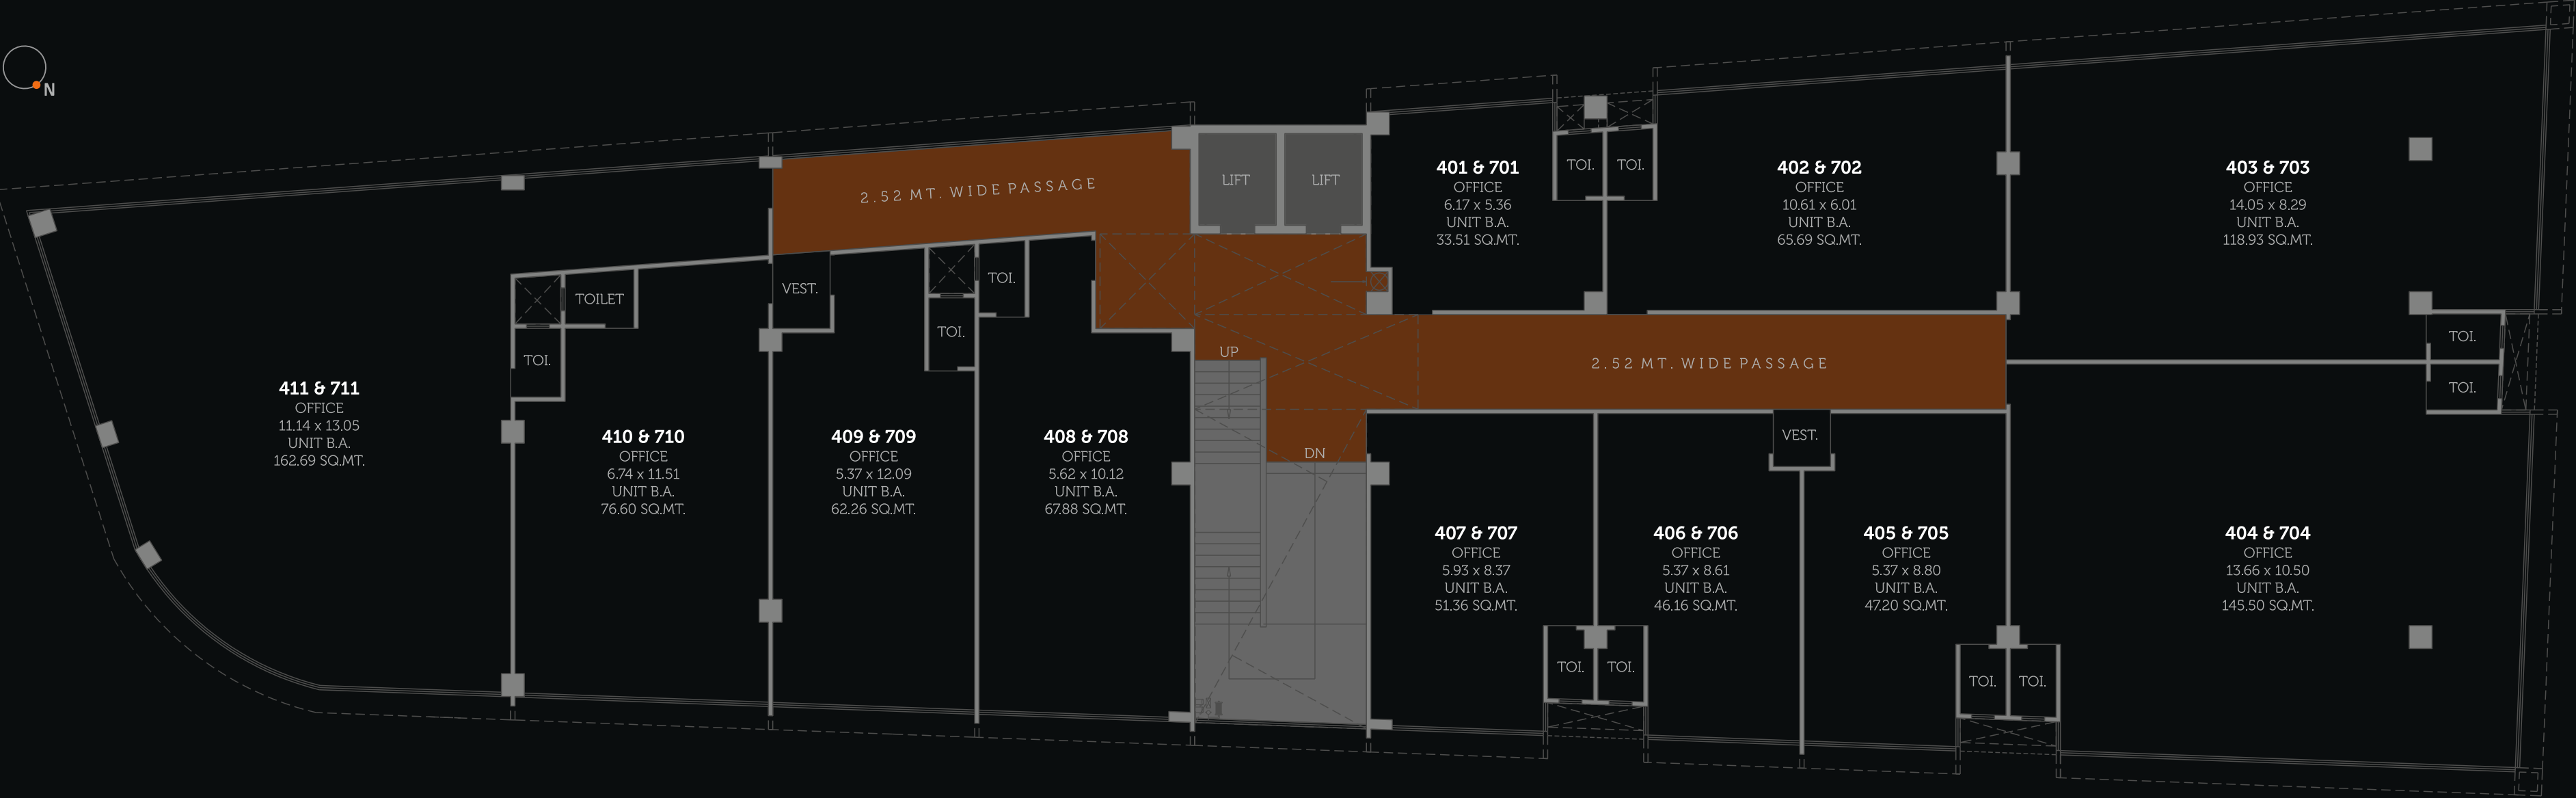 N
2.52 MT. WIDE PASSAGE
LIFT
LIFT
401 & 701
OFFICE
6.17 x 5.36
UNIT B.A.
33.51 SQ.MT.
TOI.
TOI.
402 & 702
OFFICE
10.61 x 6.01
UNIT B.A.
65.69 SQ.MT.
403 & 703
OFFICE
14.05 x 8.29
UNIT B.A.
118.93 SQ.MT.
TOILET
TOI.
VEST.
TOI.
TOI.
UP
DN
2.52 MT. WIDE PASSAGE
TOI.
TOI.
411 & 711
OFFICE
11.14 x 13.05
UNIT B.A.
162.69 SQ.MT.
410 & 710
OFFICE
6.74 x 11.51
UNIT B.A.
76.60 SQ.MT.
409 & 709
OFFICE
5.37 x 12.09
UNIT B.A.
62.26 SQ.MT.
408 & 708
OFFICE
5.62 x 10.12
UNIT B.A.
67.88 SQ.MT.
VEST.
407 & 707
OFFICE
5.93 x 8.37
UNIT B.A.
51.36 SQ.MT.
406 & 706
OFFICE
5.37 x 8.61
UNIT B.A.
46.16 SQ.MT.
405 & 705
OFFICE
5.37 x 8.80
UNIT B.A.
47.20 SQ.MT.
404 & 704
OFFICE
13.66 x 10.50
UNIT B.A.
145.50 SQ.MT.
TOI.
TOI.
TOI.
TOI.